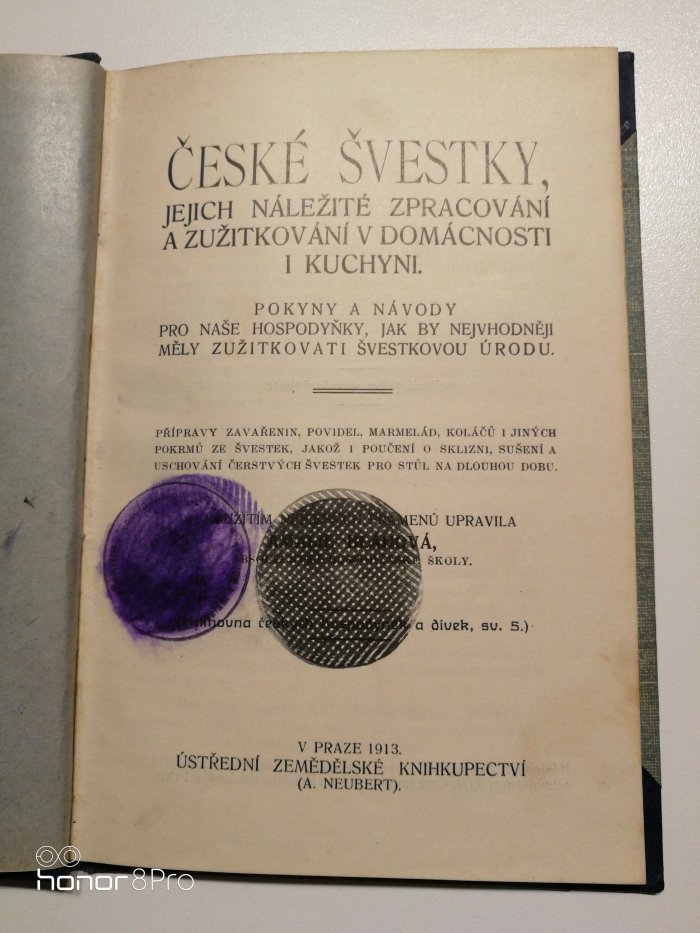 ČESKÉ ŠVESTKY,
JEJICH NÁLEŽITÉ ZPRACOVÁNÍ
A ZUŽITKOVÁNÍ V DOMÁCNOSTI
I KUCHYNI.
POKYNY A NÁVODY
PRO NAŠE HOSPODYŇKY, JAK BY NEJVHODNĚJI
MĚLY ZUŽITKOVATI ŠVESTKOVOU ÚRODU.
PŘÍPRAVY ZAVAŘENIN, POVIDEL, MARMELÁD, KOLÁČŮ I JINÝCH
POKRMŮ ZE ŠVESTEK, JAKOŽ I POUČENÍ O SKLIZNI, SUŠENÍ A
USCHOVÁNÍ ČERSTVÝCH ŠVESTEK PRO STŮL NA DLOUHOU DOBU.
UPRAVILA
ŠKOLY.
a dívek, sv. 5.)
V PRAZE 1913.
ÚSTŘEDNÍ ZEMĚDĚLSKÉ KNIHKUPECTVÍ
(A. NEUBERT).
honor 8Pro